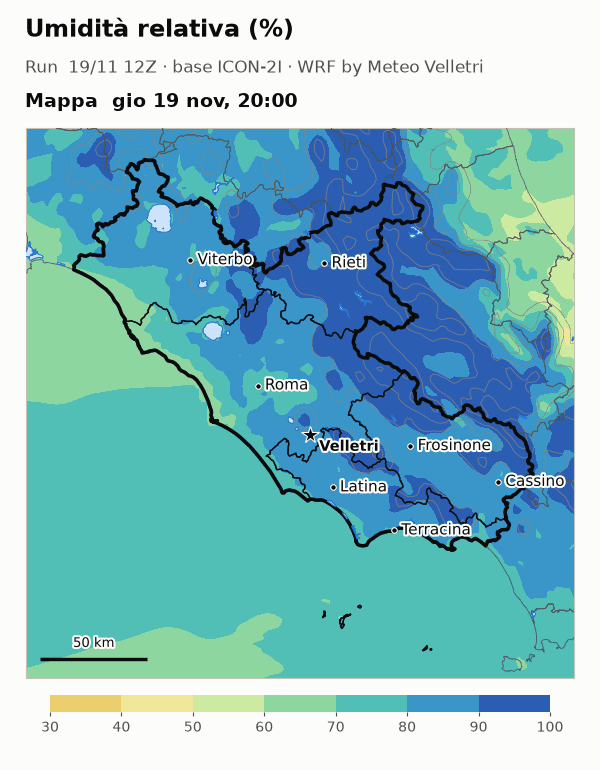 Umidità relativa (%)
Run  19/11 12Z · base ICON-2I · WRF by Meteo Velletri
Mappa  gio 19 nov, 20:00
Viterbo
Rieti
Roma
Velletri
Frosinone
Latina
Cassino
Terracina
50 km
30 40 50 60 70 80 90 100